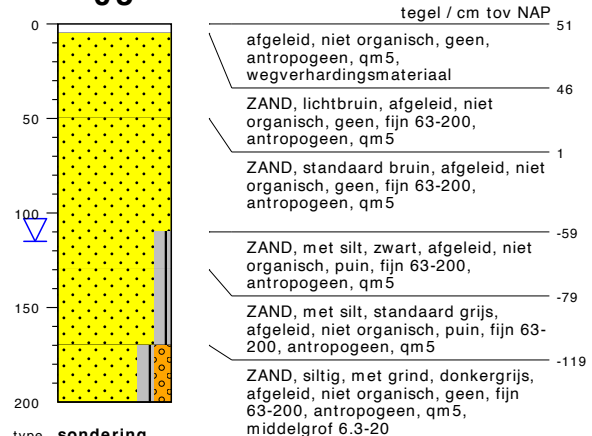 tegel / cm tov NAP
0
51
afgeleid, niet organisch, geen,
antropogeen, qm5,
wegverhardingsmateriaal
46
ZAND, lichtbruin, afgeleid, niet
organisch, geen, fijn 63-200,
antropogeen, qm5
50
1
ZAND, standaard bruin, afgeleid, niet
organisch, geen, fijn 63-200,
antropogeen, qm5
100
-59
ZAND, met silt, zwart, afgeleid, niet
organisch, puin, fijn 63-200,
antropogeen, qm5
-79
150
ZAND, met silt, standaard grijs,
afgeleid, niet organisch, puin, fijn 63-
200, antropogeen, qm5
-119
ZAND, siltig, met grind, donkergrijs,
afgeleid, niet organisch, geen, fijn
63-200, antropogeen, qm5,
middelgrof 6.3-20
200
type sondering